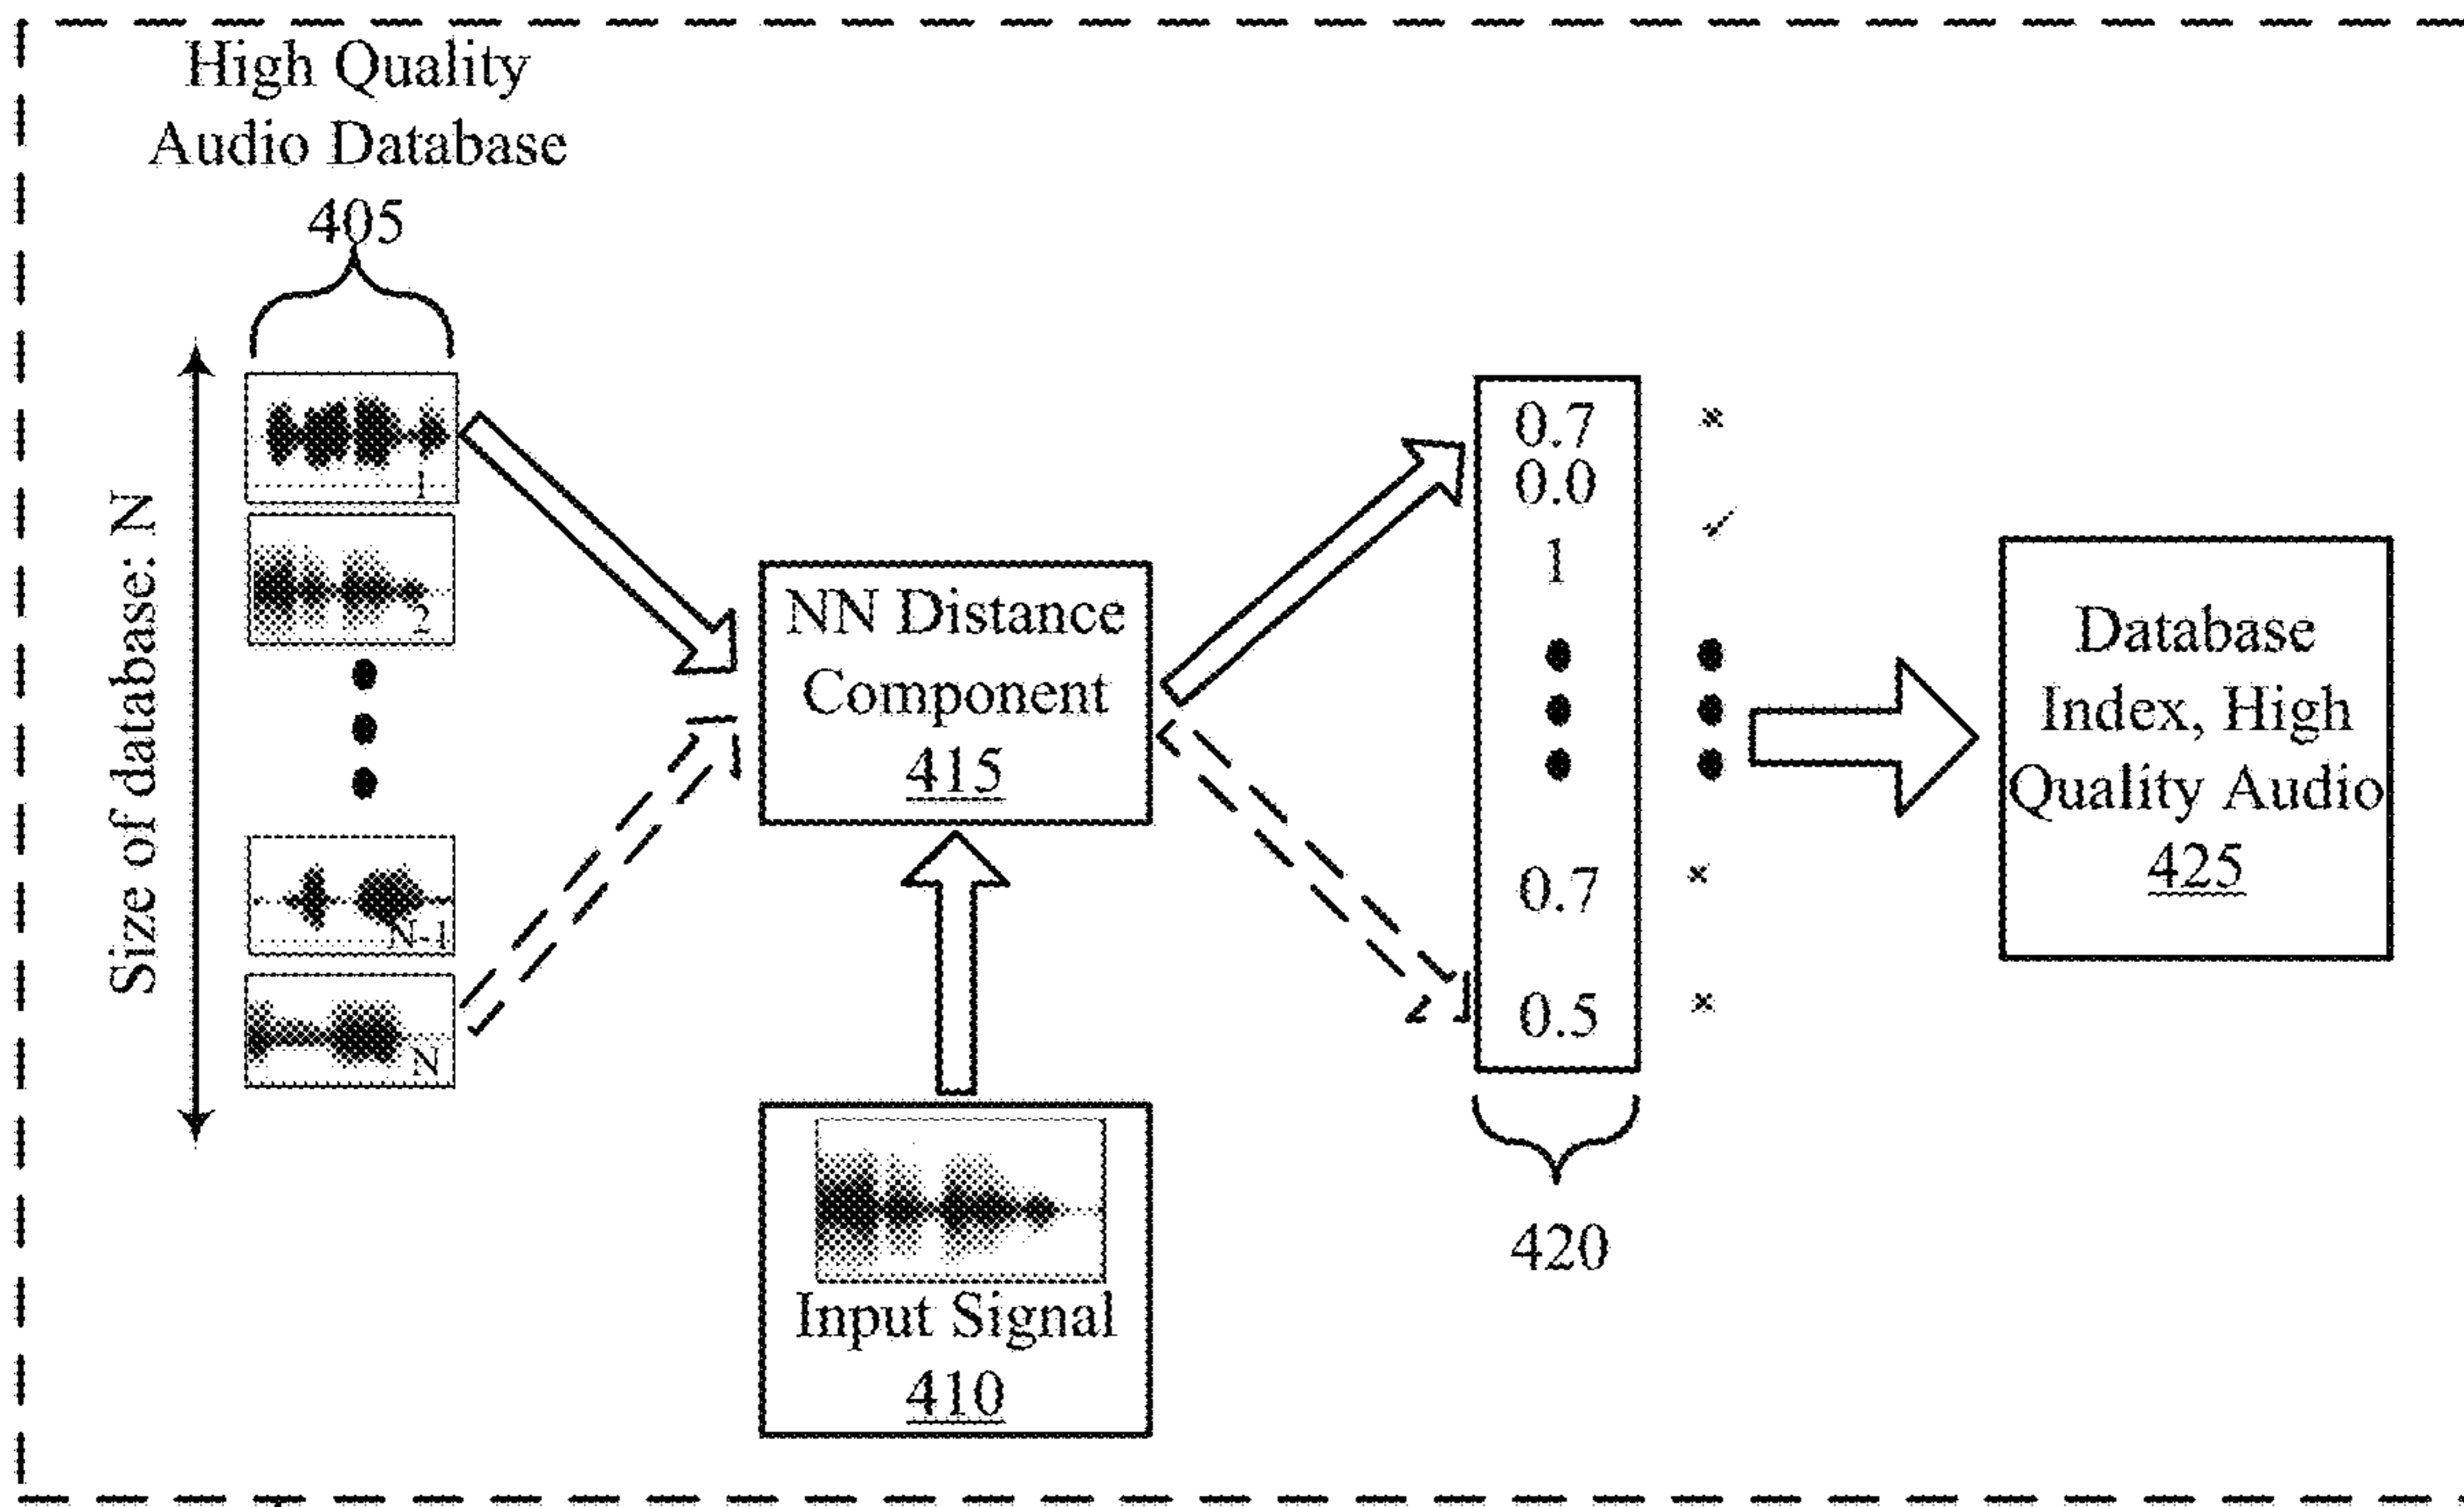 High Quality
Audio Database
405
Size of database: N
1
2
N-1
N
NN Distance
Component
415
Input Signal
410
0.7
0.0
1
0.7
0.5
420
Database
Index, High
Quality Audio
425